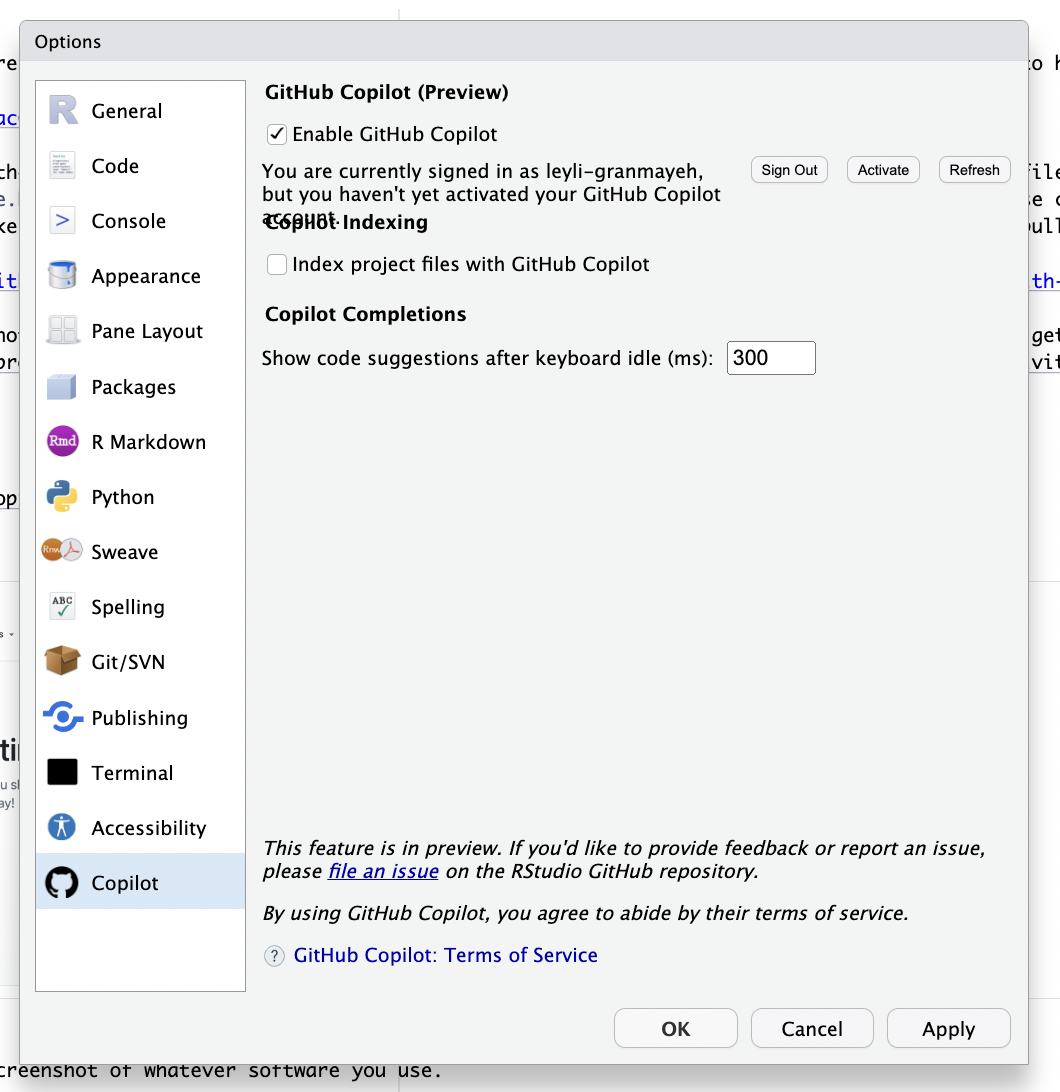 Options
General
Code
Console
Appearance
Pane Layout
Packages
Rmd R Markdown
Python
Rnw Sweave
ABC Spelling
Git/SVN
Publishing
Terminal
Accessibility
Copilot
GitHub Copilot (Preview)
Enable GitHub Copilot
You are currently signed in as leyli-granmayeh,
but you haven't yet activated your GitHub Copilot
account.
Sign Out
Activate
Refresh
Copilot Indexing
Index project files with GitHub Copilot
Copilot Completions
Show code suggestions after keyboard idle (ms): 300
This feature is in preview. If you'd like to provide feedback or report an issue,
please file an issue on the RStudio GitHub repository.
By using GitHub Copilot, you agree to abide by their terms of service.
? GitHub Copilot: Terms of Service
OK
Cancel
Apply
creenshot of whatever software you use.